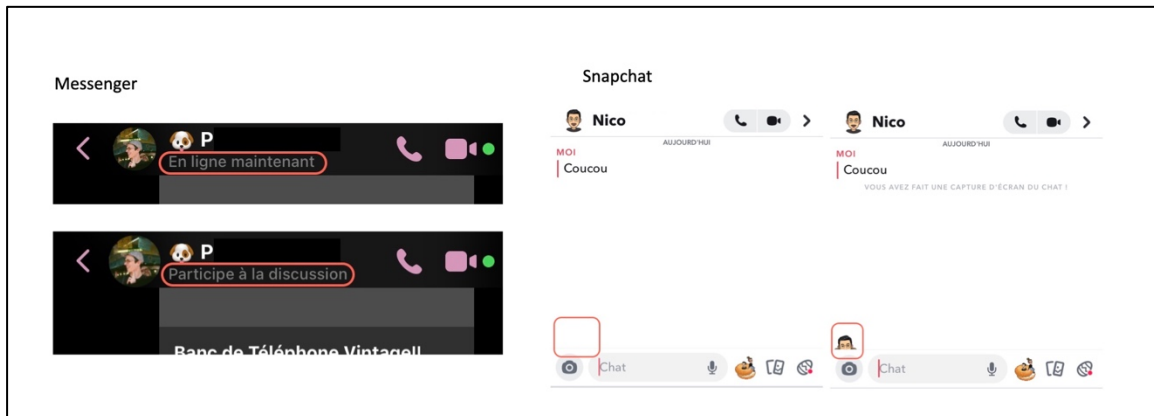 Messenger
P
En ligne maintenant
P
Participe à la discussion
Banc de Téléphone Vintage!!
Snapchat
Nico
AUJOURD'HUI
MOI
Coucou
Chat
Nico
AUJOURD'HUI
MOI
Coucou
VOUS AVEZ FAIT UNE CAPTURE D'ÉCRAN DU CHAT !
Chat